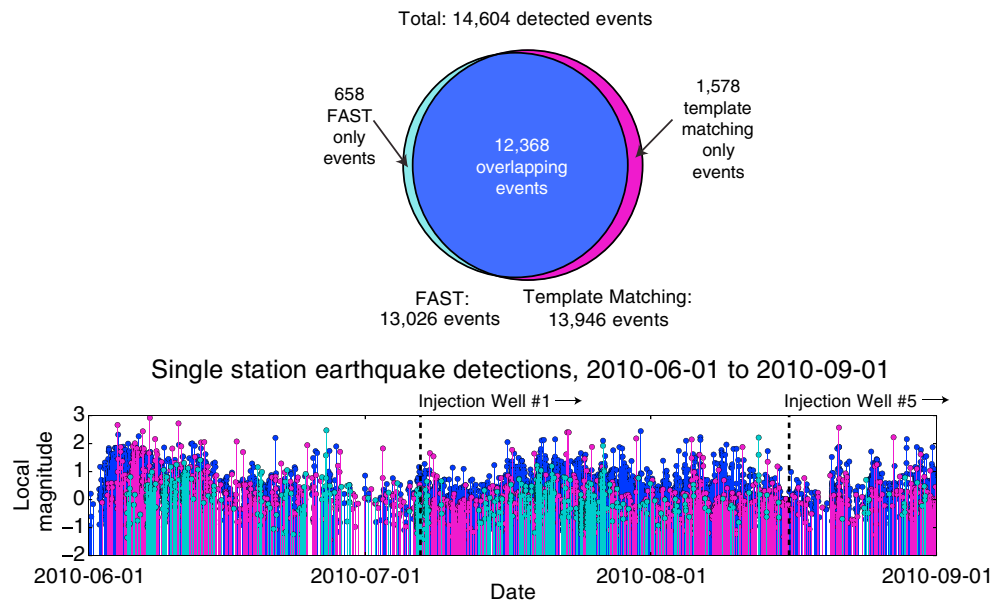 Total: 14,604 detected events
658
FAST
only
events
12,368
overlapping
events
1,578
template
matching
only
events
FAST:
13,026 events
Template Matching:
13,946 events
Single station earthquake detections, 2010-06-01 to 2010-09-01
Injection Well #1
Injection Well #5
Local
magnitude
3
2
1
0
−1
−2
2010-06-01
2010-07-01
2010-08-01
2010-09-01
Date